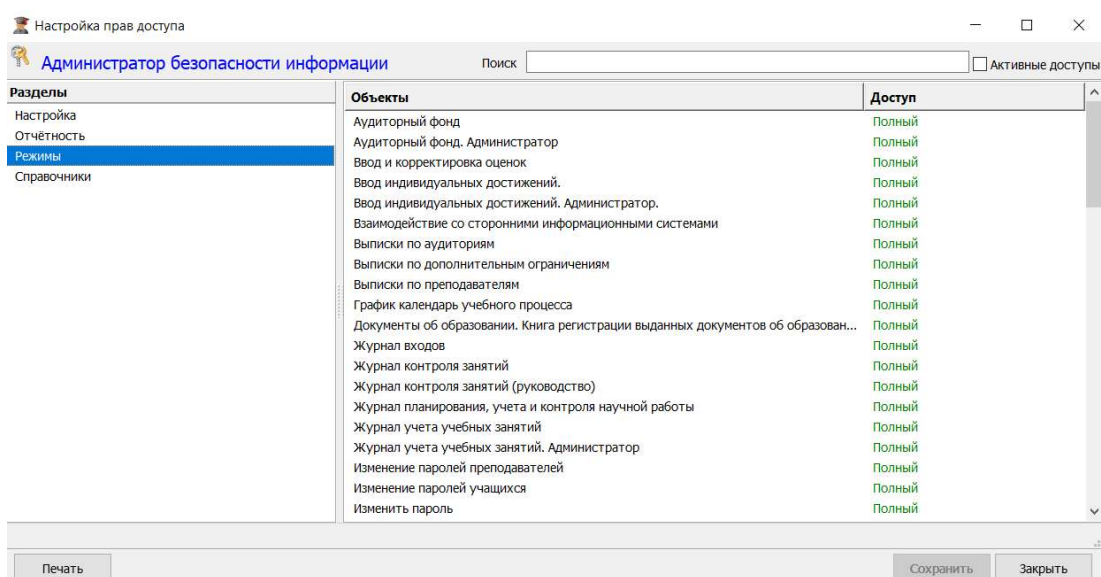 Настройка прав доступа
Администратор безопасности информации Поиск Активные доступы
Разделы
Настройка
Отчётность
Режимы
Справочники
Объекты Доступ
Аудиторный фонд Полный
Аудиторный фонд. Администратор Полный
Ввод и корректировка оценок Полный
Ввод индивидуальных достижений. Полный
Ввод индивидуальных достижений. Администратор. Полный
Взаимодействие со сторонними информационными системами Полный
Выписки по аудиториям Полный
Выписки по дополнительным ограничениям Полный
Выписки по преподавателям Полный
График календарь учебного процесса Полный
Документы об образовании. Книга регистрации выданных документов об образован... Полный
Журнал входов Полный
Журнал контроля занятий Полный
Журнал контроля занятий (руководство) Полный
Журнал планирования, учета и контроля научной работы Полный
Журнал учета учебных занятий Полный
Журнал учета учебных занятий. Администратор Полный
Изменение паролей преподавателей Полный
Изменение паролей учащихся Полный
Изменить пароль Полный
Печать Сохранить Закрыть